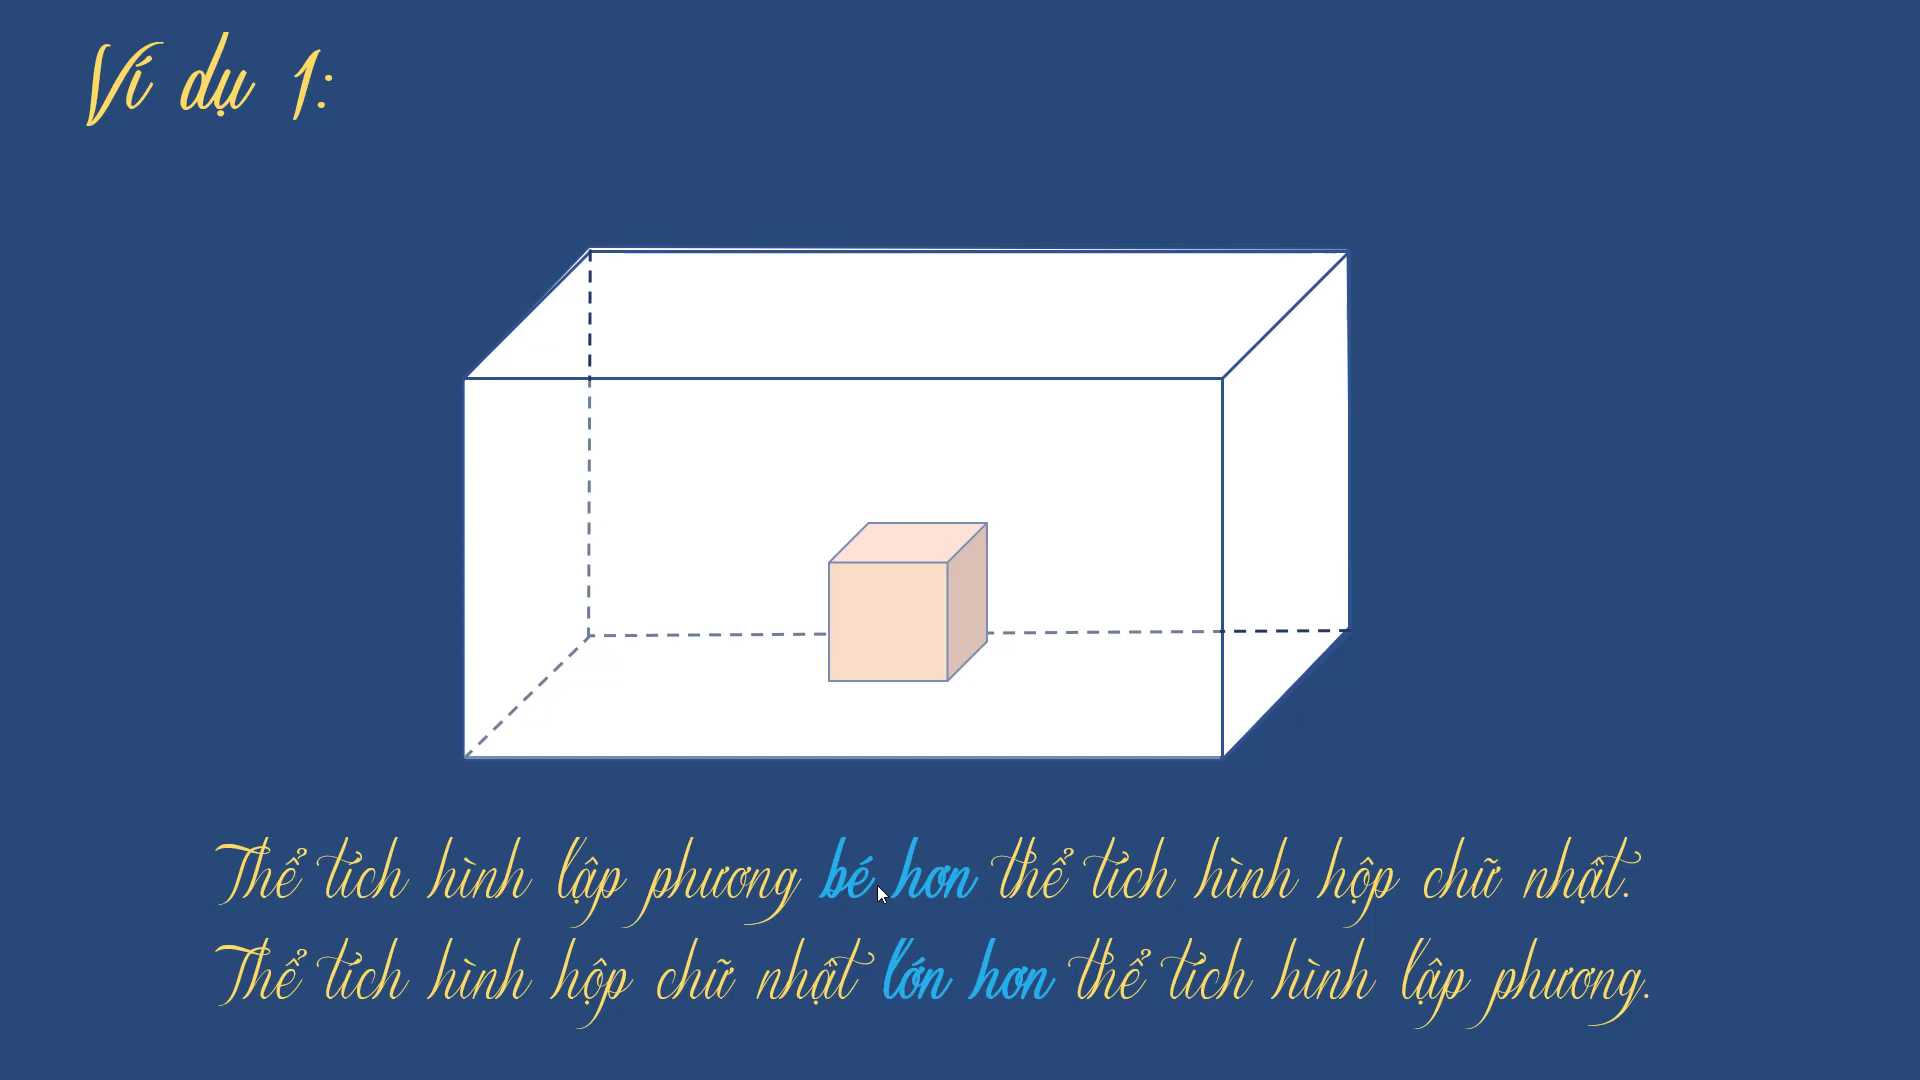 Ví dụ 1:
Thể tích hình lập phương bé hơn thể tích hình hộp chữ nhật.
Thể tích hình hộp chữ nhật lớn hơn thể tích hình lập phương.